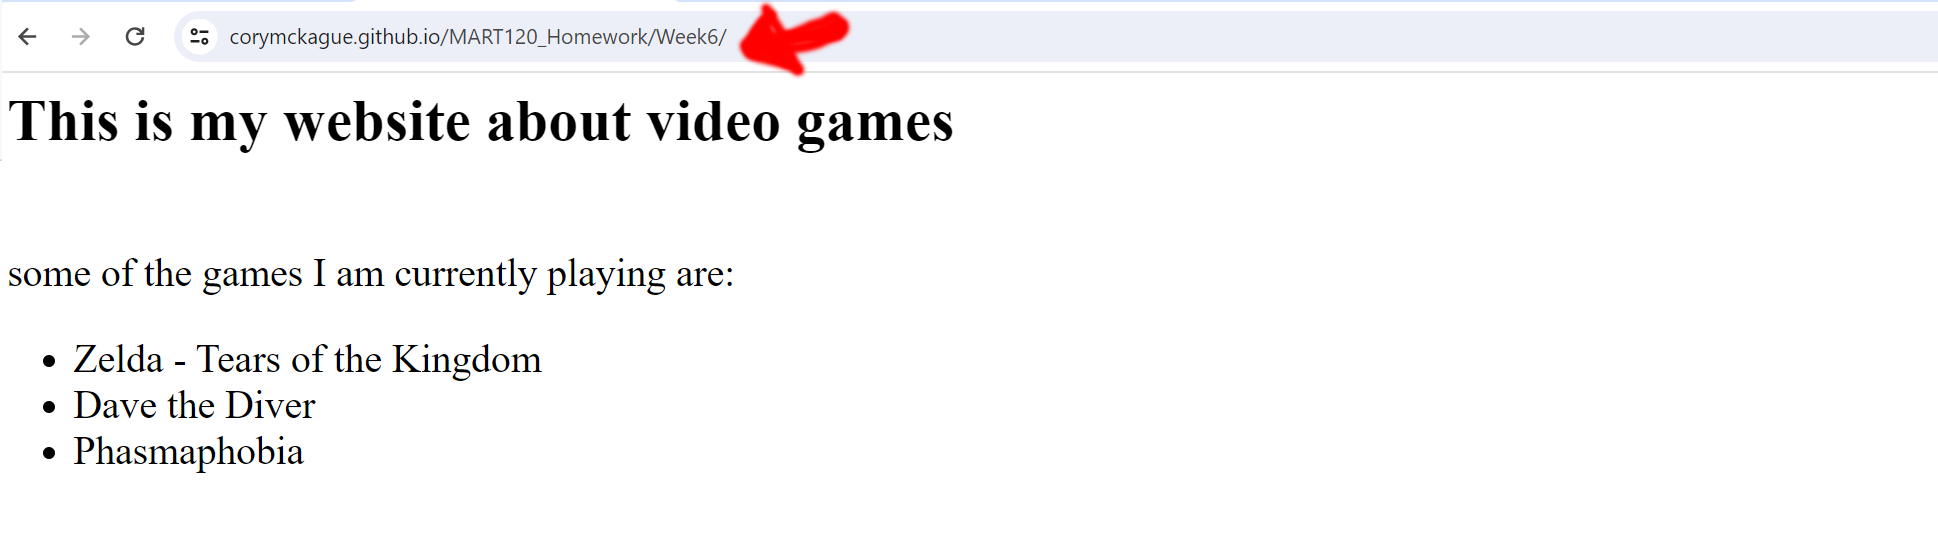 corymckague.github.io/MART120_Homework/Week6/
This is my website about video games
some of the games I am currently playing are:
Zelda - Tears of the Kingdom
Dave the Diver
Phasmaphobia